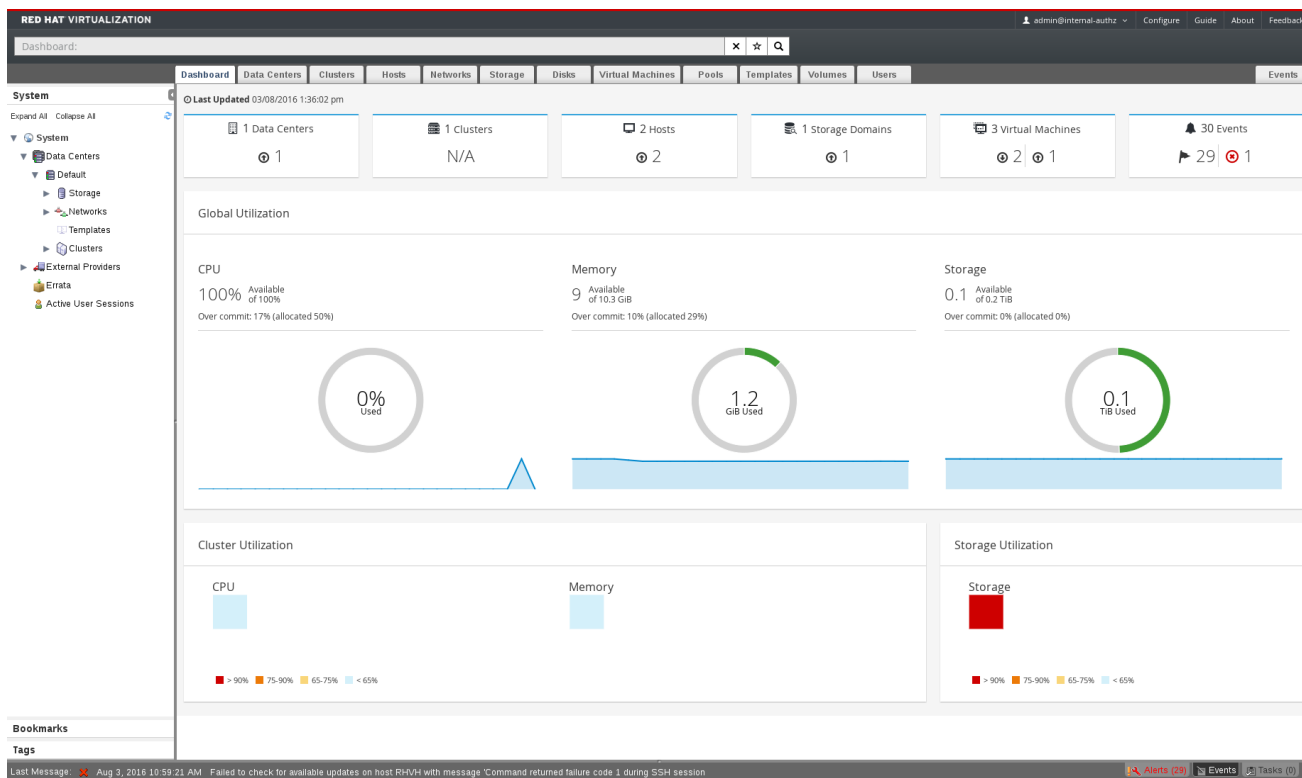 RED HAT VIRTUALIZATION
admin@internal-authz Configure Guide About Feedback
Dashboard:
Dashboard Data Centers Clusters Hosts Networks Storage Disks Virtual Machines Pools Templates Volumes Users Events
System
Expand All Collapse All
System
Data Centers
Default
Storage
Networks
Templates
Clusters
External Providers
Errata
Active User Sessions
Bookmarks
Tags
Last Updated 03/08/2016 1:36:02 pm
1 Data Centers
1
1 Clusters
N/A
2 Hosts
2
1 Storage Domains
1
3 Virtual Machines
2 1
30 Events
29 1
Global Utilization
CPU
100% Available
of 100%
Over commit: 17% (allocated 50%)
0%
Used
Memory
9 Available
of 10.3 GiB
Over commit: 10% (allocated 29%)
1.2
GiB Used
Storage
0.1 Available
of 0.2 TiB
Over commit: 0% (allocated 0%)
0.1
TiB Used
Cluster Utilization
CPU Memory
> 90% 75-90% 65-75% < 65%
Storage Utilization
Storage
> 90% 75-90% 65-75% < 65%
Last Message: Aug 3, 2016 10:59:21 AM Failed to check for available updates on host RHVH with message 'Command returned failure code 1 during SSH session
Alerts (29) Events Tasks (0)